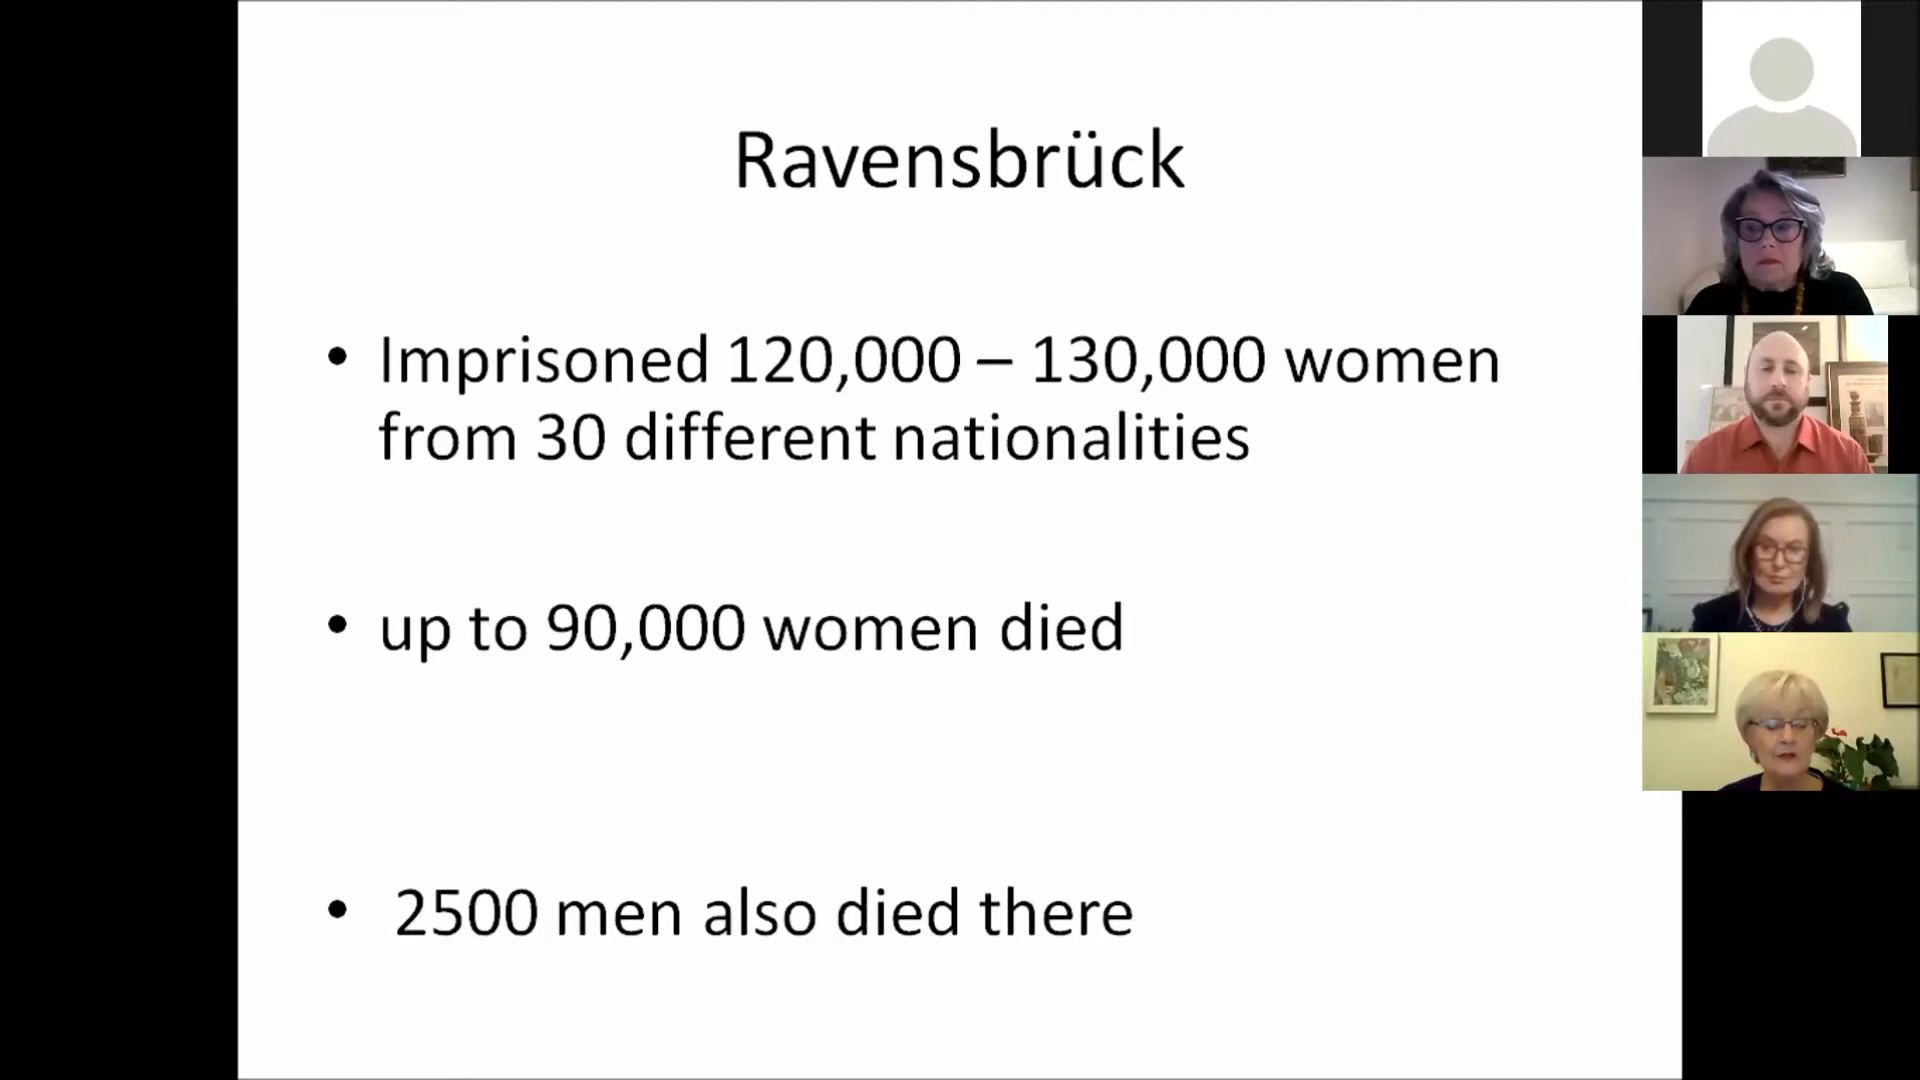 Ravensbrück
• Imprisoned 120,000 – 130,000 women
from 30 different nationalities
• up to 90,000 women died
• 2500 men also died there